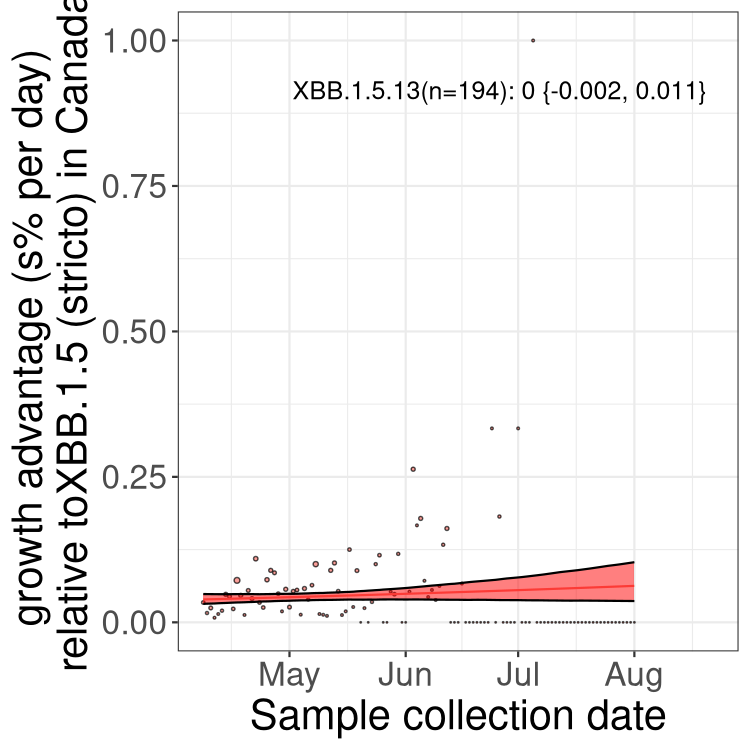 growth advantage (s% per day)
relative toXBB.1.5 (stricto) in Canada
1.00
XBB.1.5.13(n=194): 0 {-0.002, 0.011}
0.75
0.50
0.25
0.00
May Jun Jul Aug
Sample collection date